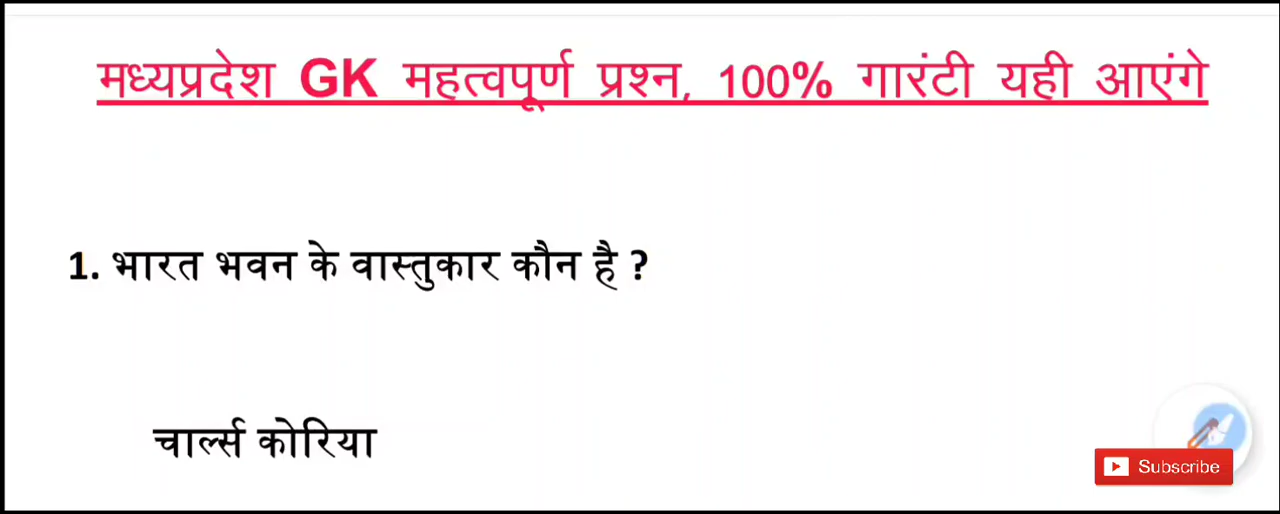 मध्यप्रदेश GK महत्वपूर्ण प्रश्न, 100% गारंटी यही आएंगे
1. भारत भवन के वास्तुकार कौन है ?
चार्ल्स कोरिया
Subscribe